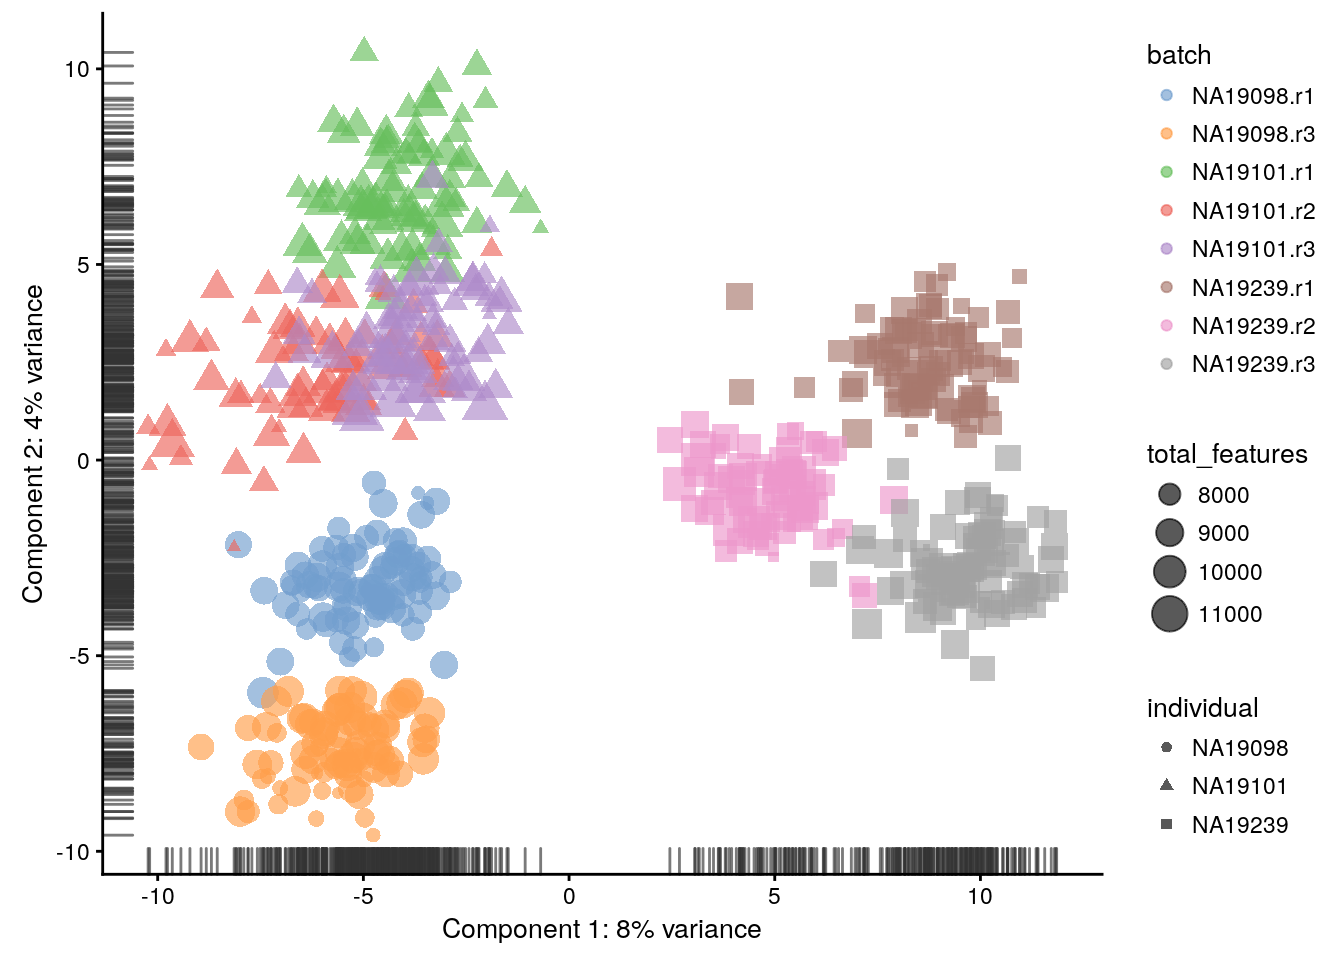 batch
NA19098.r1
NA19098.r3
NA19101.r1
NA19101.r2
NA19101.r3
NA19239.r1
NA19239.r2
NA19239.r3
total_features
8000
9000
10000
11000
individual
NA19098
NA19101
NA19239
Component 2: 4% variance
10
5
0
-5
-10
-10
-5
0
5
10
Component 1: 8% variance